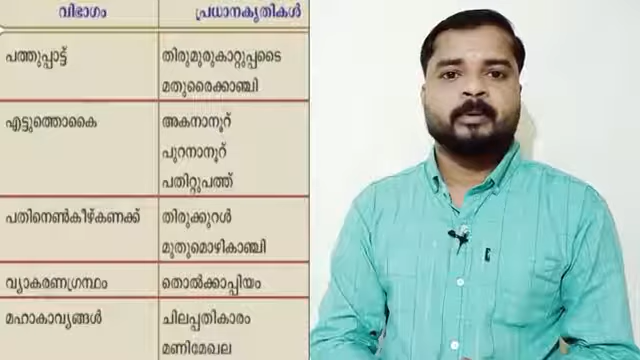 വിഭാഗം പ്രധാനകൃതികൾ
പത്തുപ്പാട്ട് തിരുമുരുകാറ്റുപ്പടൈ
മതുരൈക്കാഞ്ചി
എട്ടുത്തൊകൈ അകനാനൂറ്
പുറനാനൂറ്
പതിറ്റുപത്ത്
പതിനെൺകീഴ്കണക്ക് തിരുക്കുറൾ
മുതുമൊഴികാഞ്ചി
വ്യാകരണഗ്രന്ഥം തൊൽക്കാപ്പിയം
മഹാകാവ്യങ്ങൾ ചിലപ്പതികാരം
മണിമേഖല